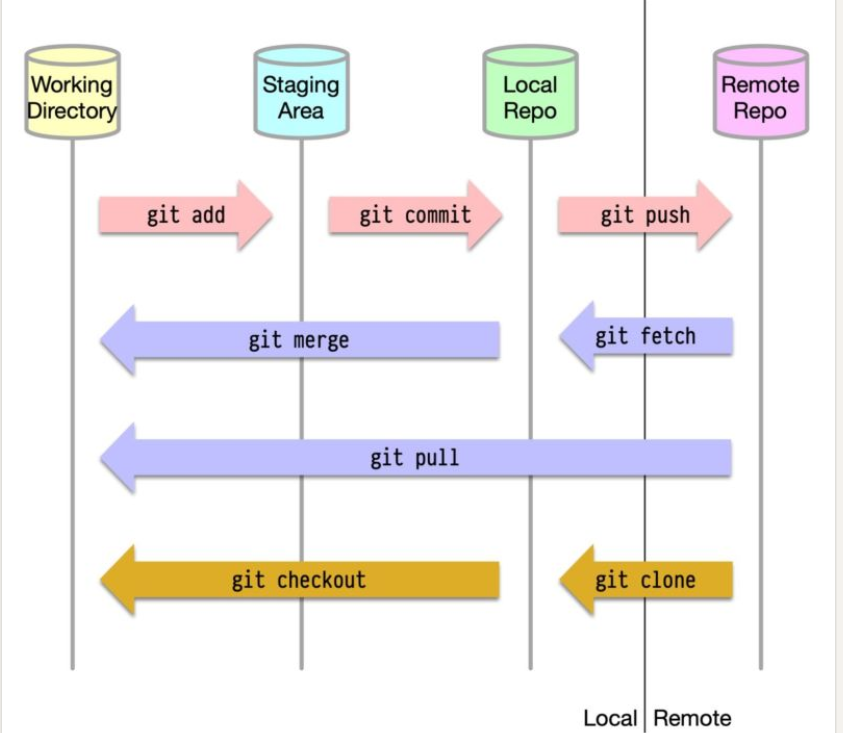 Working
Directory
Staging
Area
Local
Repo
Remote
Repo
git add
git commit
git push
git merge
git fetch
git pull
git checkout
git clone
Local
Remote